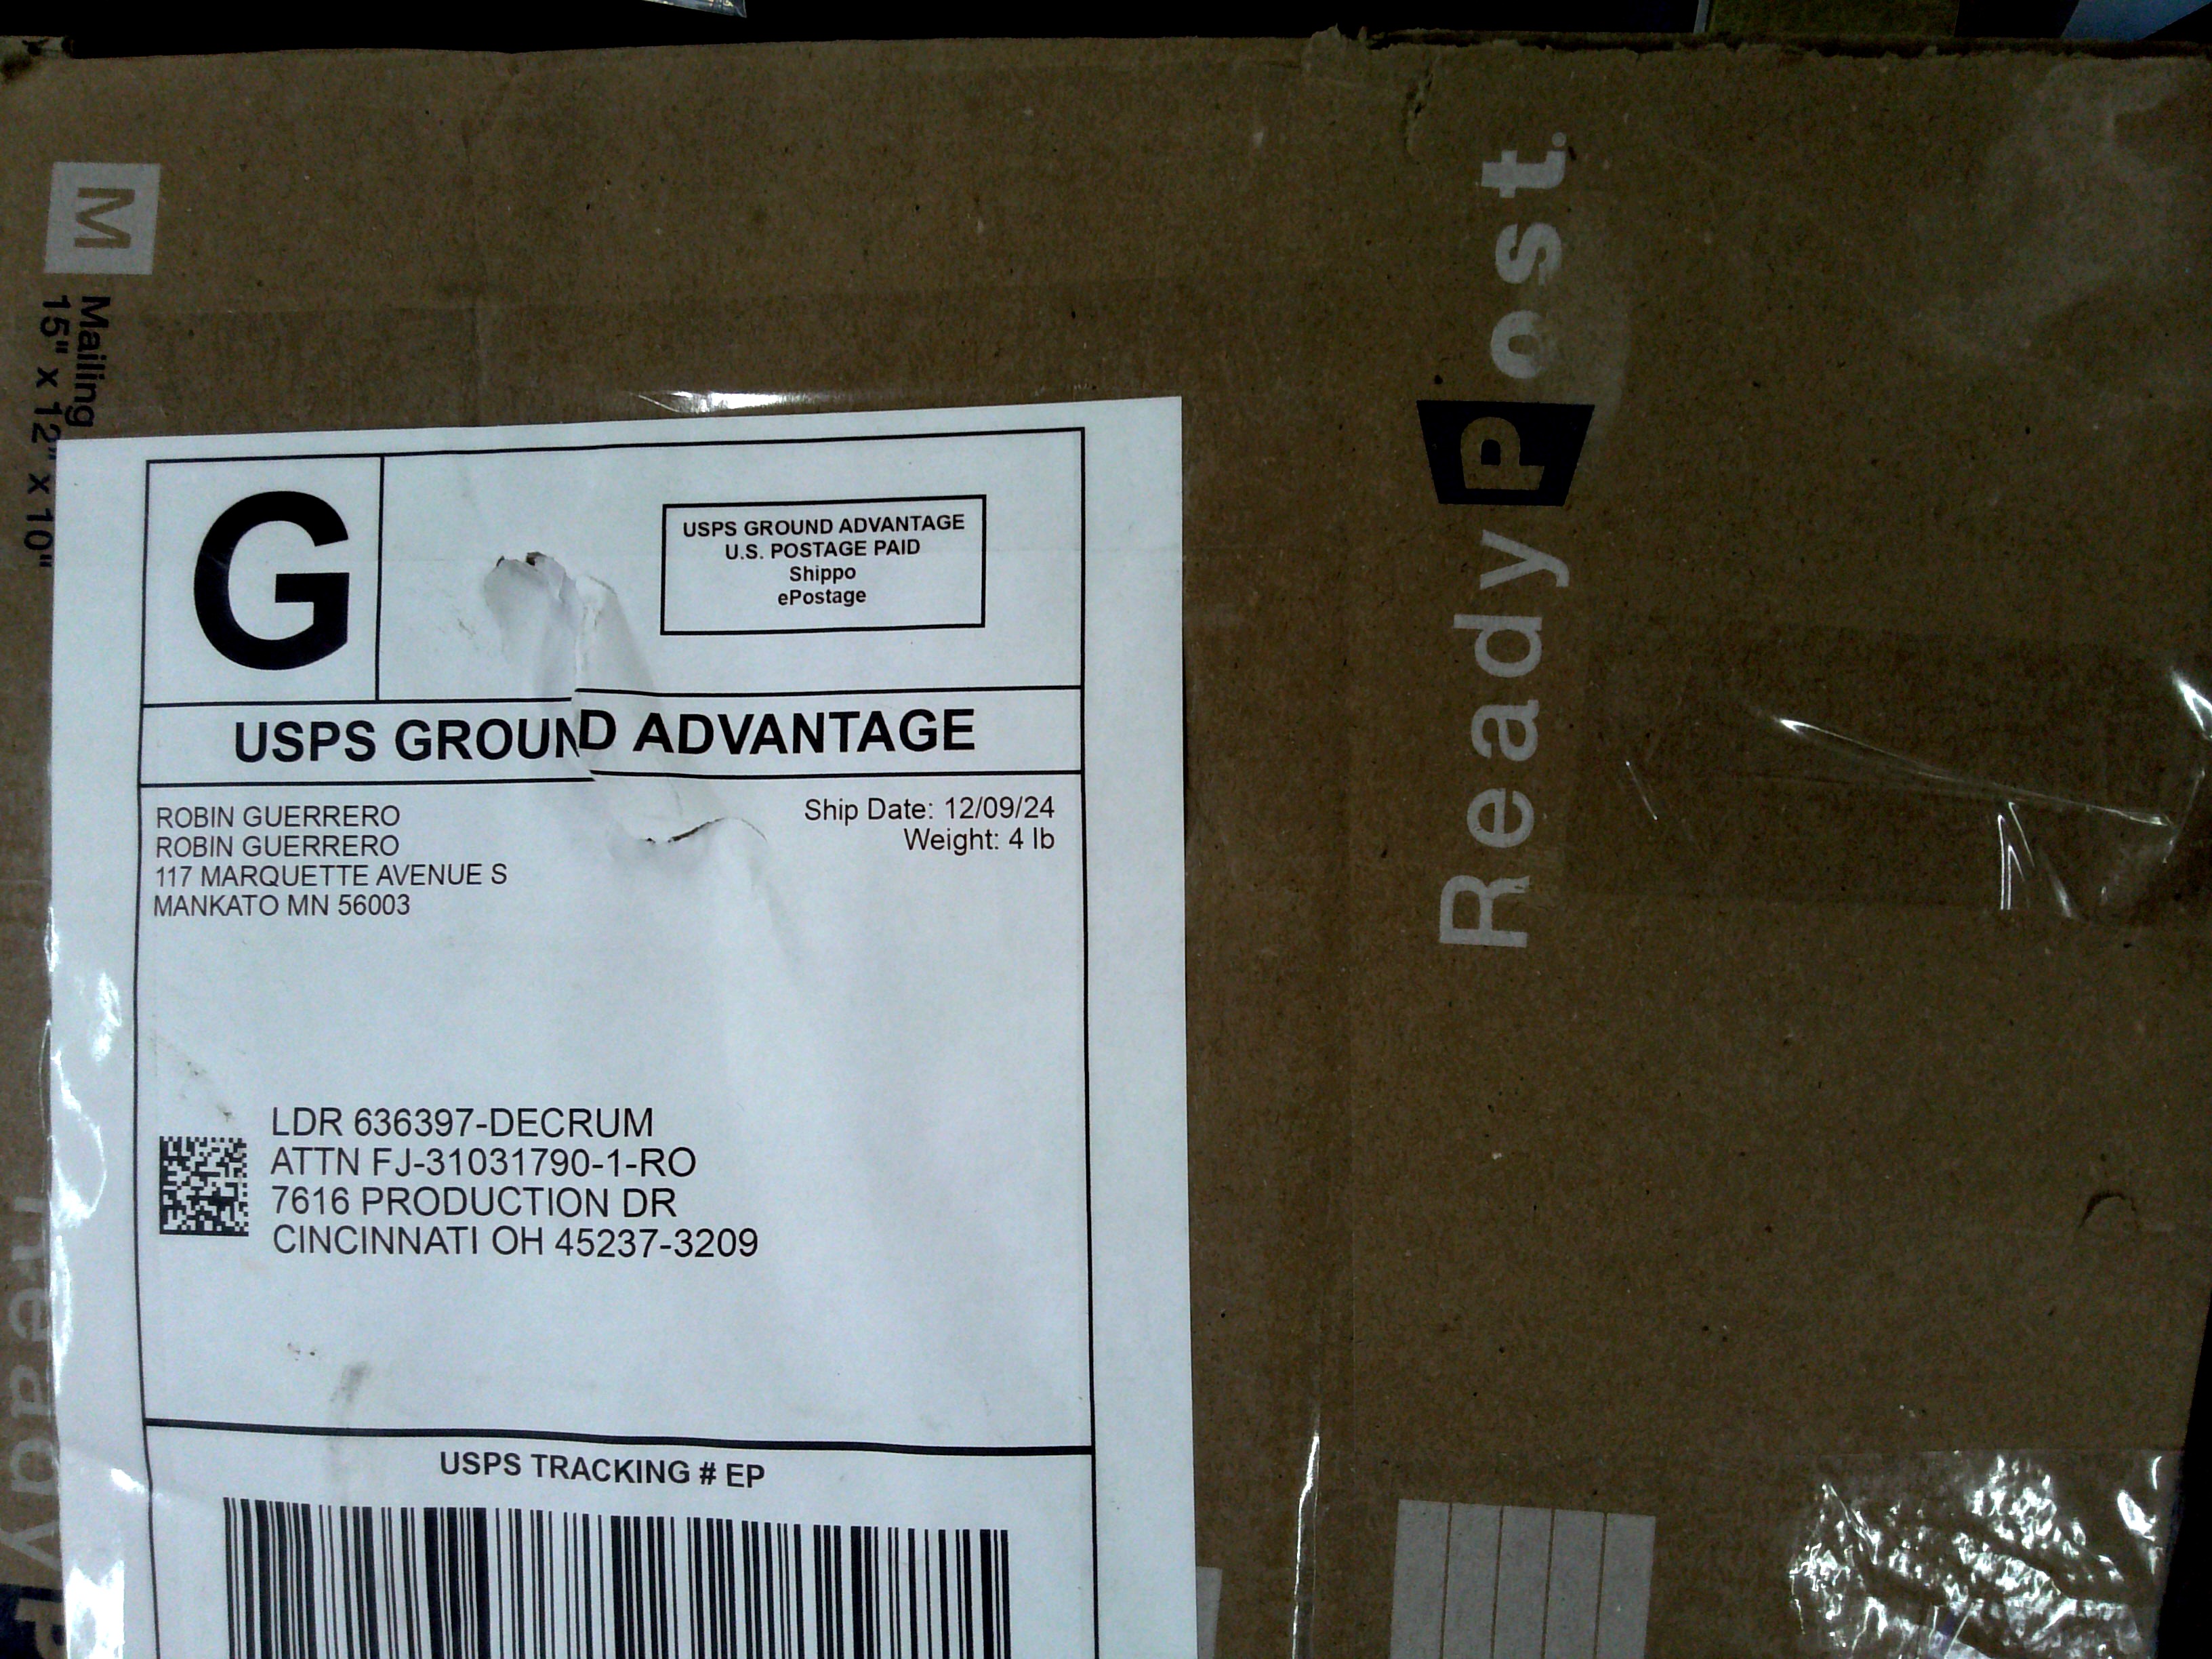 M
Mailing
15" x 12" x 10"
ReadyPost.
G
USPS GROUND ADVANTAGE
U.S. POSTAGE PAID
Shippo
ePostage
USPS GROUND ADVANTAGE
ROBIN GUERRERO
ROBIN GUERRERO
117 MARQUETTE AVENUE S
MANKATO MN 56003
Ship Date: 12/09/24
Weight: 4 lb
LDR 636397-DECRUM
ATTN FJ-31031790-1-RO
7616 PRODUCTION DR
CINCINNATI OH 45237-3209
USPS TRACKING # EP
Ready P